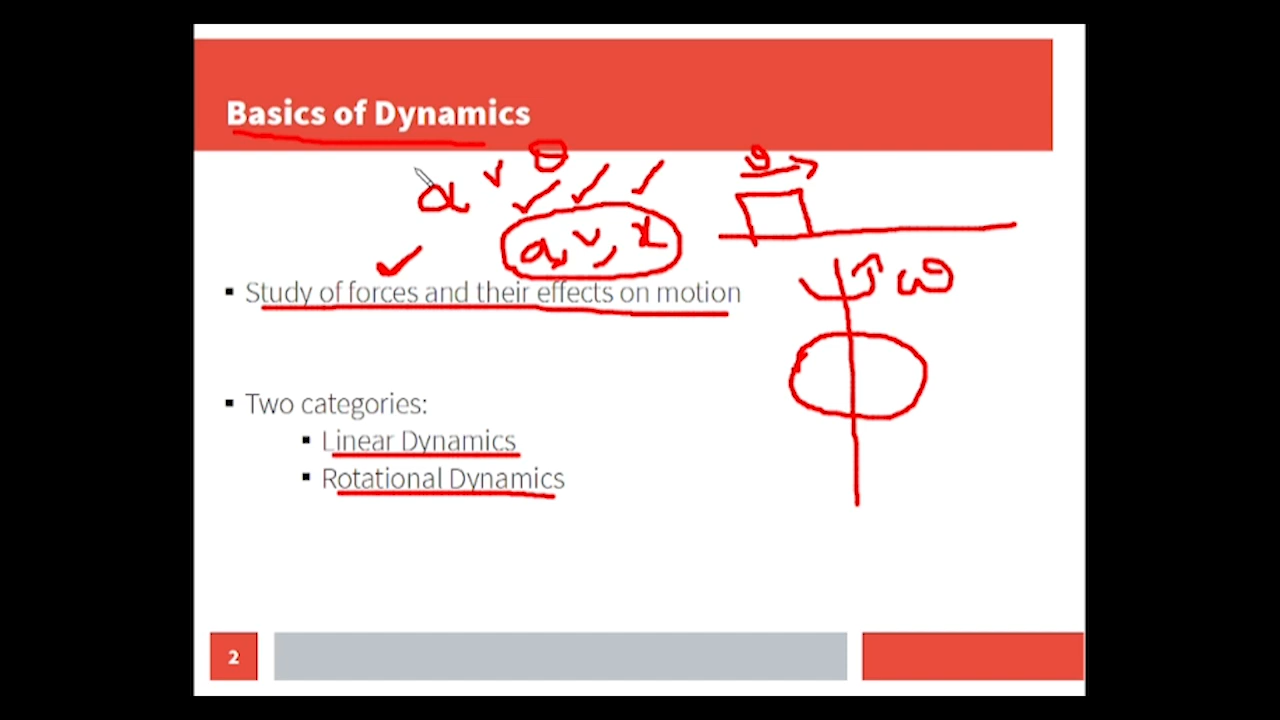 Basics of Dynamics
θ
α v
v
a, v, x
ω
▪ Study of forces and their effects on motion
▪ Two categories:
▪ Linear Dynamics
▪ Rotational Dynamics
2